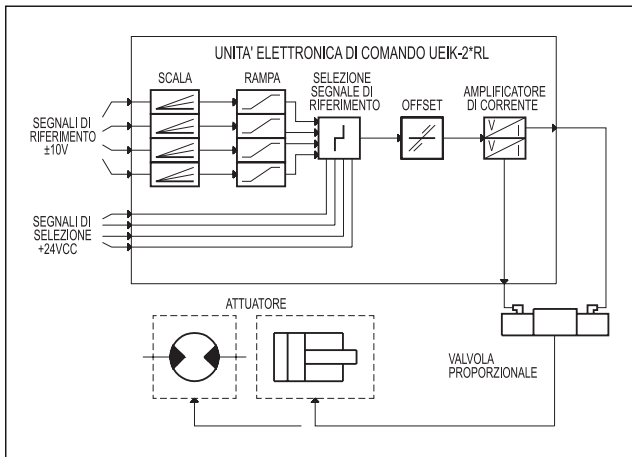 UNITA' ELETTRONICA DI COMANDO UEIK-2*RL
SCALA
RAMPA
SELEZIONE
SEGNALE DI
RIFERIMENTO
OFFSET
AMPLIFICATORE
DI CORRENTE
SEGNALI DI
RIFERIMENTO
±10V
V
I
V
I
SEGNALI DI
SELEZIONE
+24VCC
ATTUATORE
VALVOLA
PROPORZIONALE